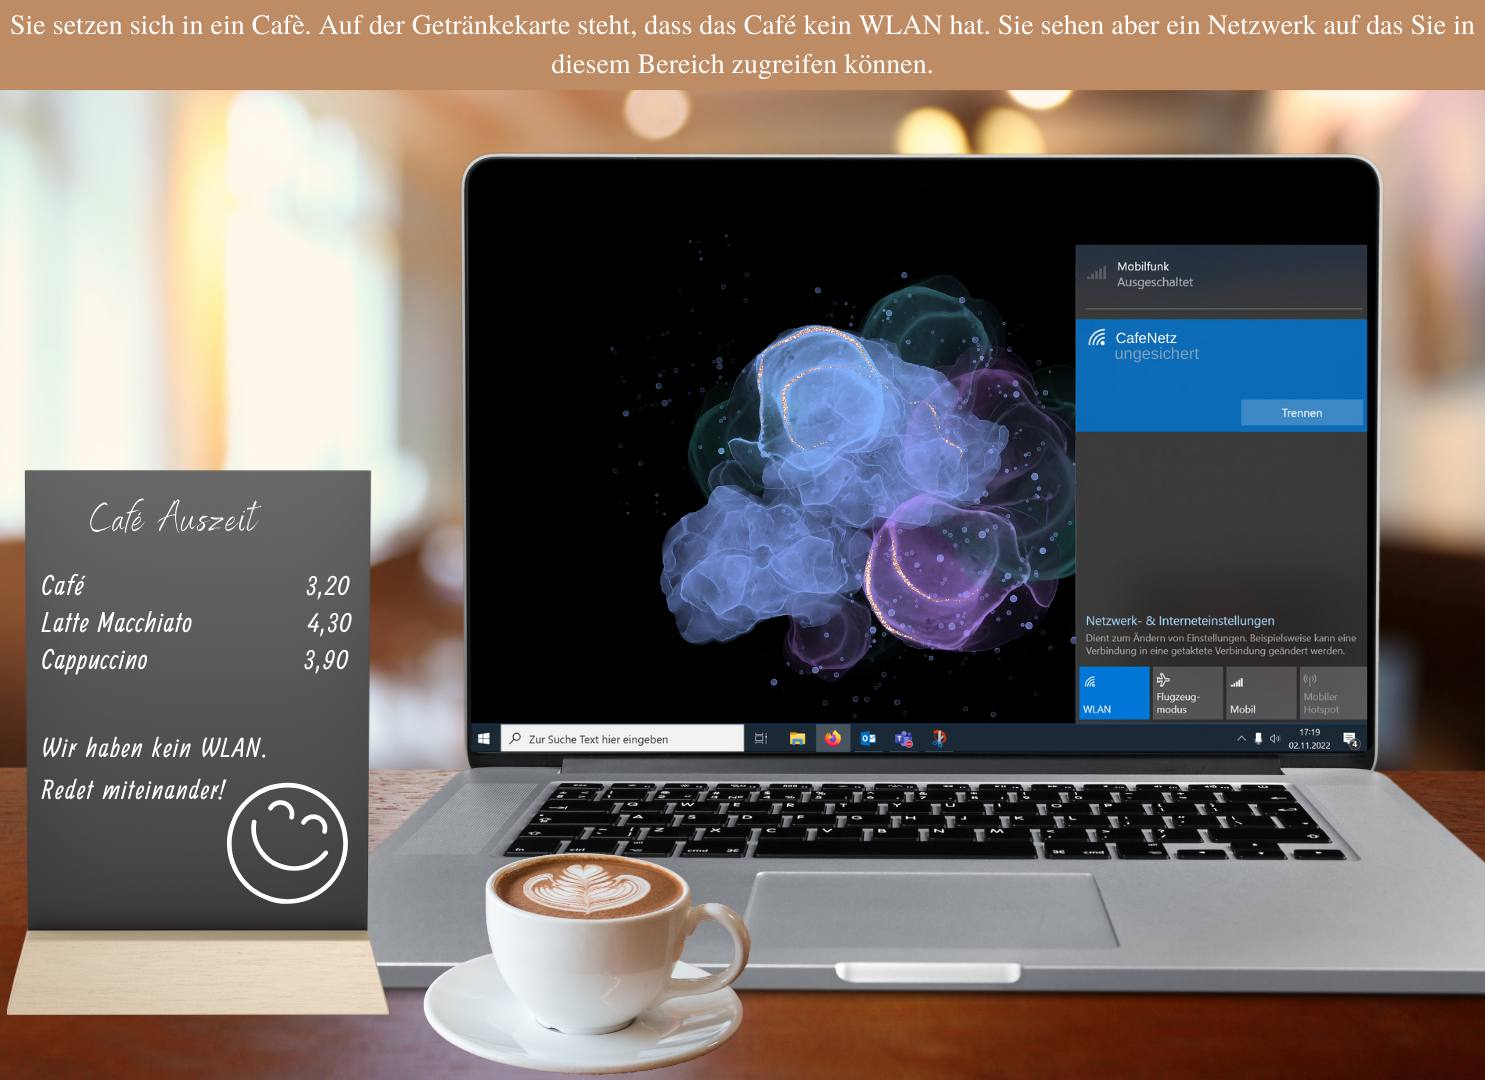 Sie setzen sich in ein Cafè. Auf der Getränkekarte steht, dass das Café kein WLAN hat. Sie sehen aber ein Netzwerk auf das Sie in
diesem Bereich zugreifen können.
Mobilfunk
Ausgeschaltet
CafeNetz
ungesichert
Trennen
Netzwerk- & Interneteinstellungen
Dient zum Ändern von Einstellungen. Beispielsweise kann eine
Verbindung in eine getaktete Verbindung geändert werden.
WLAN
Flugzeug-
modus
Mobil
Mobiler
Hotspot
Zur Suche Text hier eingeben
17:19
02.11.2022
4
Café Auszeit
Café 3,20
Latte Macchiato 4,30
Cappuccino 3,90
Wir haben kein WLAN.
Redet miteinander!